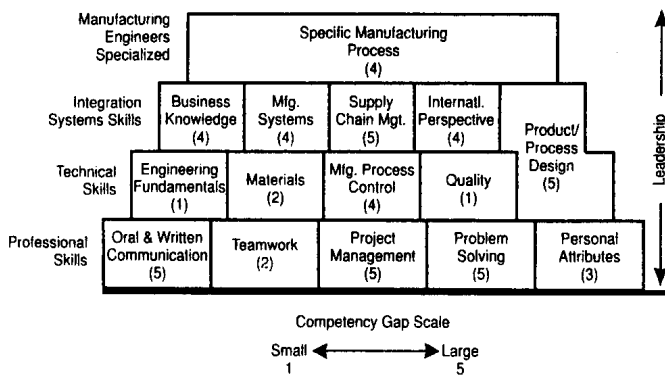 Manufacturing
Engineers
Specialized
Specific Manufacturing
Process
(4)
Integration
Systems Skills
Business
Knowledge
(4)
Mfg.
Systems
(4)
Supply
Chain Mgt.
(5)
Internatl.
Perspective
(4)
Product/
Process
Design
(5)
Technical
Skills
Engineering
Fundamentals
(1)
Materials
(2)
Mfg. Process
Control
(4)
Quality
(1)
Professional
Skills
Oral & Written
Communication
(5)
Teamwork
(2)
Project
Management
(5)
Problem
Solving
(5)
Personal
Attributes
(3)
Leadership
Competency Gap Scale
Small Large
1 5